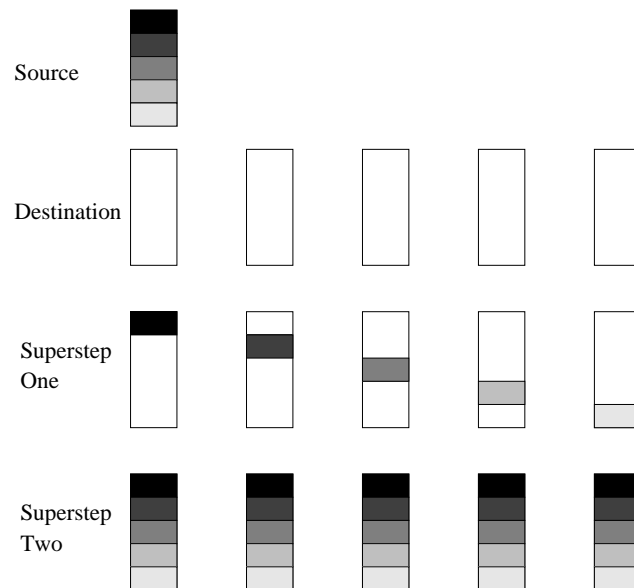 Source
Destination
Superstep
One
Superstep
Two